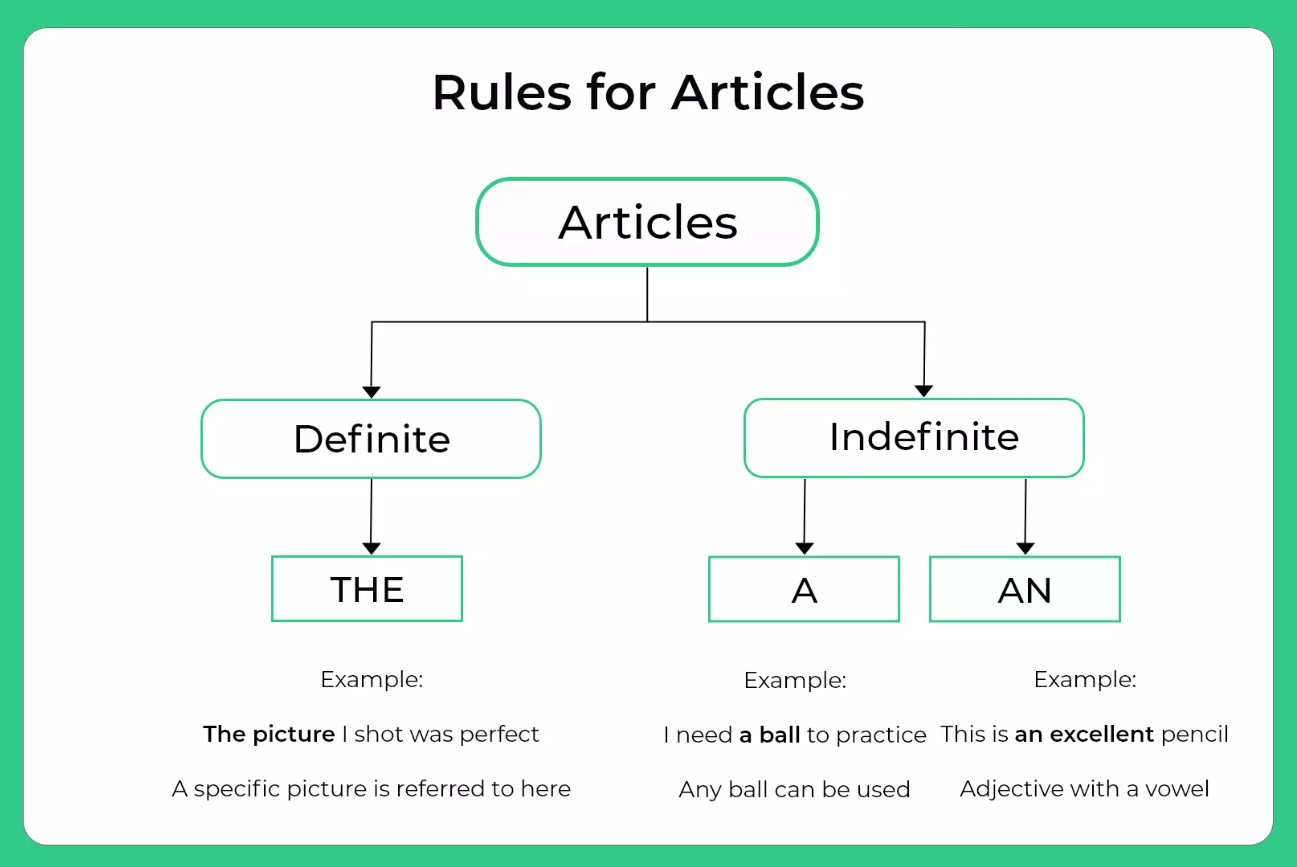 Rules for Articles
Articles
Definite
Indefinite
THE
A
AN
Example:
The picture I shot was perfect
A specific picture is referred to here
Example:
I need a ball to practice
Any ball can be used
Example:
This is an excellent pencil
Adjective with a vowel